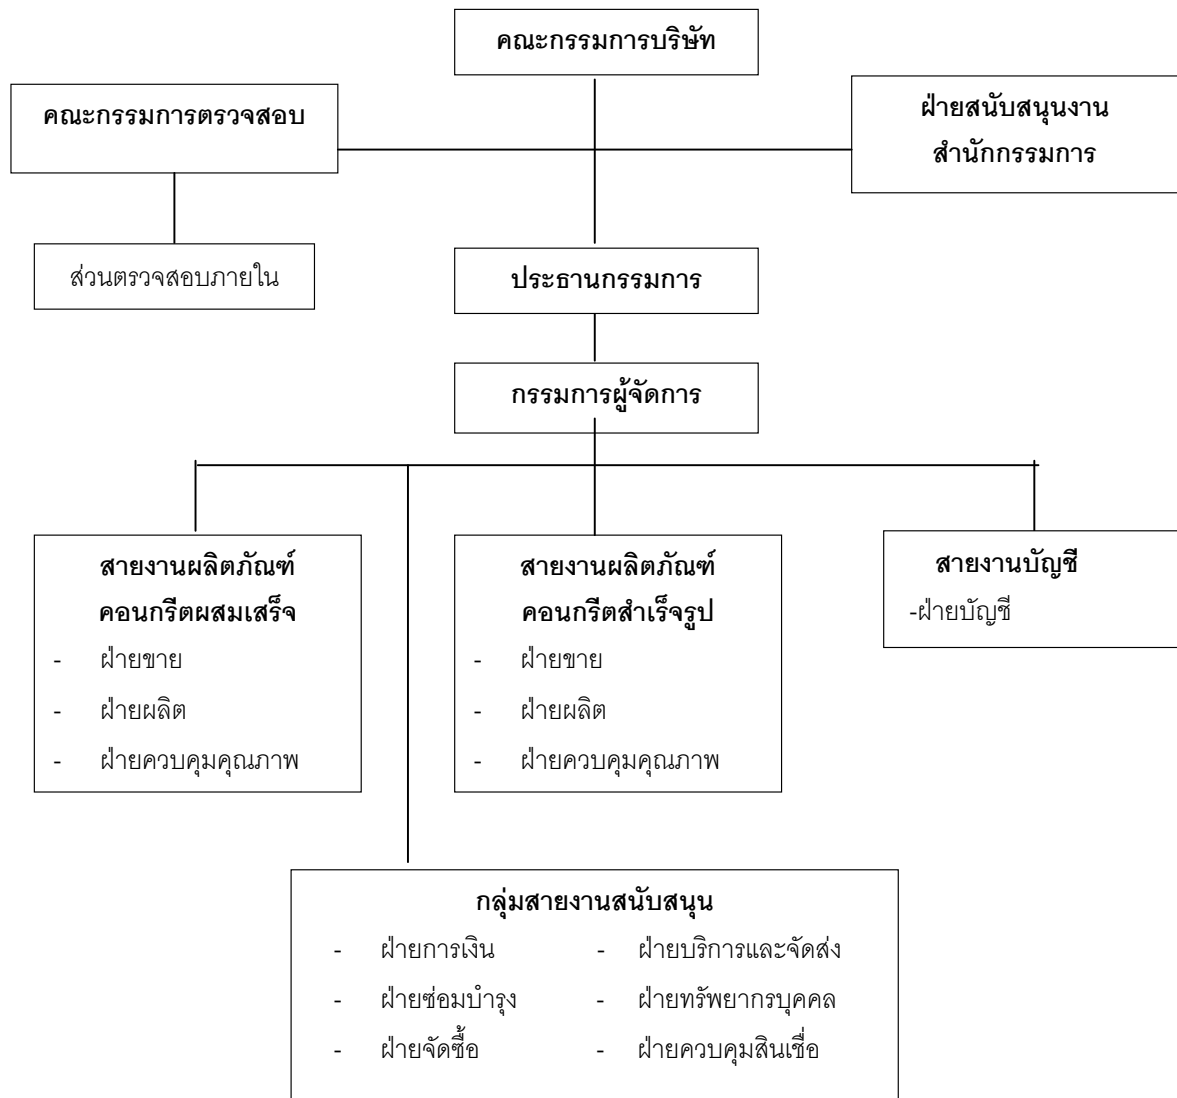 คณะกรรมการบริษัท
คณะกรรมการตรวจสอบ
ฝ่ายสนับสนุนงาน
สำนักกรรมการ
ส่วนตรวจสอบภายใน
ประธานกรรมการ
กรรมการผู้จัดการ
สายงานผลิตภัณฑ์
คอนกรีตผสมเสร็จ
- ฝ่ายขาย
- ฝ่ายผลิต
- ฝ่ายควบคุมคุณภาพ
สายงานผลิตภัณฑ์
คอนกรีตสำเร็จรูป
- ฝ่ายขาย
- ฝ่ายผลิต
- ฝ่ายควบคุมคุณภาพ
สายงานบัญชี
-ฝ่ายบัญชี
กลุ่มสายงานสนับสนุน
- ฝ่ายการเงิน - ฝ่ายบริการและจัดส่ง
- ฝ่ายซ่อมบำรุง - ฝ่ายทรัพยากรบุคคล
- ฝ่ายจัดซื้อ - ฝ่ายควบคุมสินเชื่อ